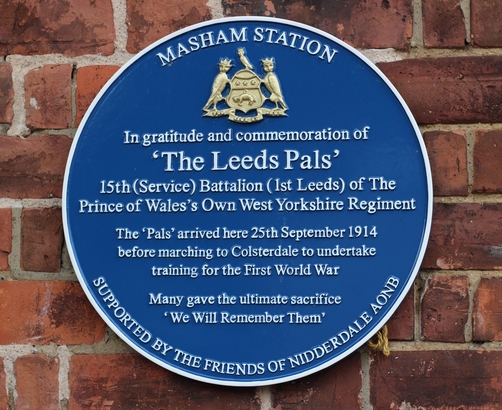 MASHAM STATION
In gratitude and commemoration of
'The Leeds Pals'
15th (Service) Battalion (1st Leeds) of The
Prince of Wales's Own West Yorkshire Regiment
The 'Pals' arrived here 25th September 1914
before marching to Colsterdale to undertake
training for the First World War
Many gave the ultimate sacrifice
'We Will Remember Them'
SUPPORTED BY THE FRIENDS OF NIDDERDALE AONB